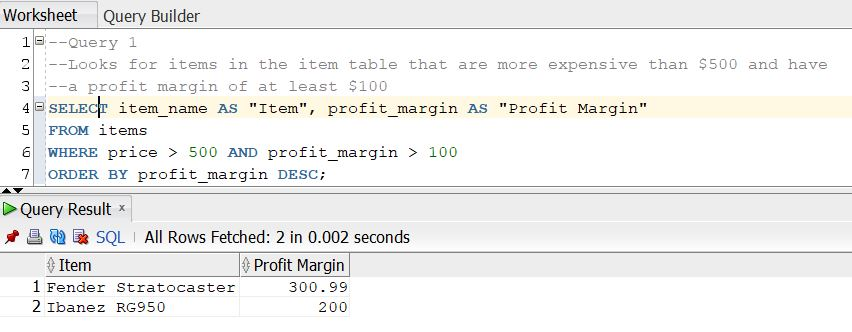 Worksheet Query Builder
1 --Query 1
2 --Looks for items in the item table that are more expensive than $500 and have
3 --a profit margin of at least $100
4 SELECT item_name AS "Item", profit_margin AS "Profit Margin"
5 FROM items
6 WHERE price > 500 AND profit_margin > 100
7 ORDER BY profit_margin DESC;
Query Result x
SQL | All Rows Fetched: 2 in 0.002 seconds
Item Profit Margin
1 Fender Stratocaster 300.99
2 Ibanez RG950 200